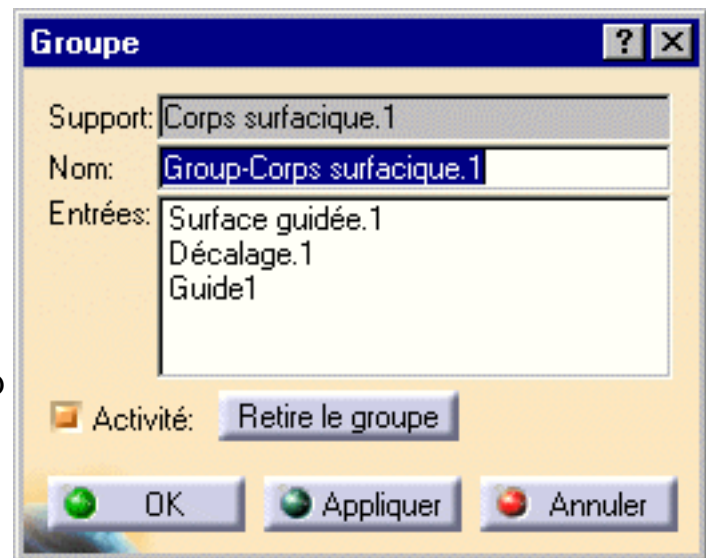 Groupe
Support: Corps surfacique.1
Nom: Group-Corps surfacique.1
Entrées: Surface guidée.1
Décalage.1
Guide1
Activité: Retire le groupe
OK Appliquer Annuler